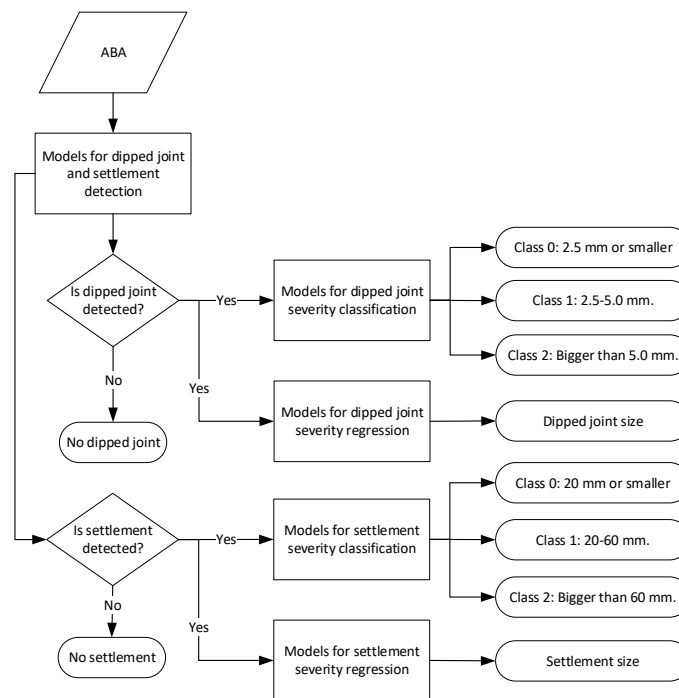 ABA
Models for dipped joint
and settlement
detection
Is dipped joint
detected?
Yes
Models for dipped joint
severity classification
Class 0: 2.5 mm or smaller
Class 1: 2.5-5.0 mm.
Class 2: Bigger than 5.0 mm.
No
Yes
No dipped joint
Models for dipped joint
severity regression
Dipped joint size
Is settlement
detected?
Yes
Models for settlement
severity classification
Class 0: 20 mm or smaller
Class 1: 20-60 mm.
Class 2: Bigger than 60 mm.
No
Yes
No settlement
Models for settlement
severity regression
Settlement size